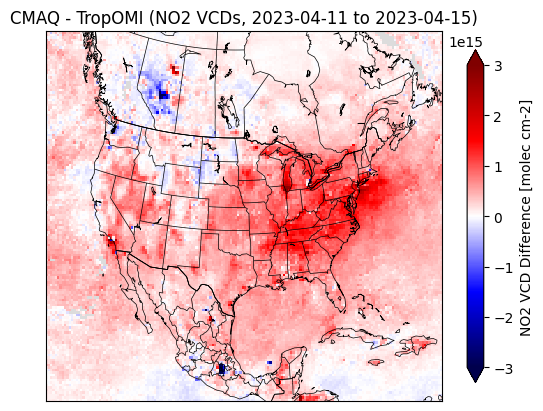 CMAQ - TropOMI (NO2 VCDs, 2023-04-11 to 2023-04-15)
1e15
3
2
1
0
−1
−2
−3
NO2 VCD Difference [molec cm-2]